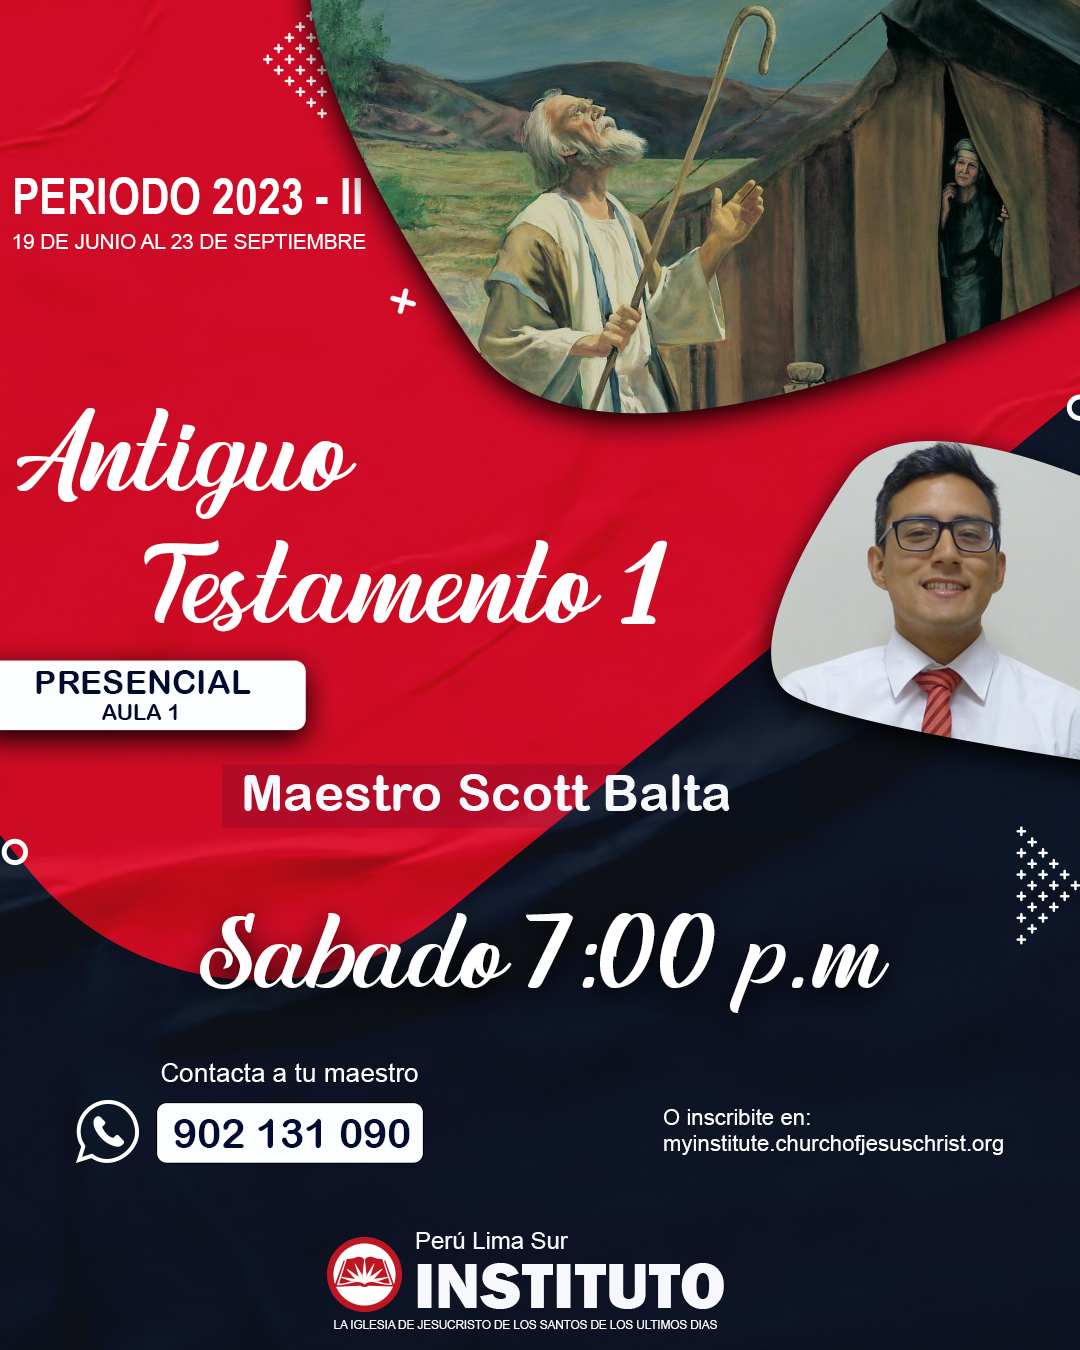 PERIODO 2023 - II
19 DE JUNIO AL 23 DE SEPTIEMBRE
Antiguo
Testamento 1
PRESENCIAL
AULA 1
Maestro Scott Balta
Sabado 7:00 p.m
Contacta a tu maestro
902 131 090
O inscribite en:
myinstitute.churchofjesuschrist.org
Perú Lima Sur
INSTITUTO
LA IGLESIA DE JESUCRISTO DE LOS SANTOS DE LOS ULTIMOS DIAS